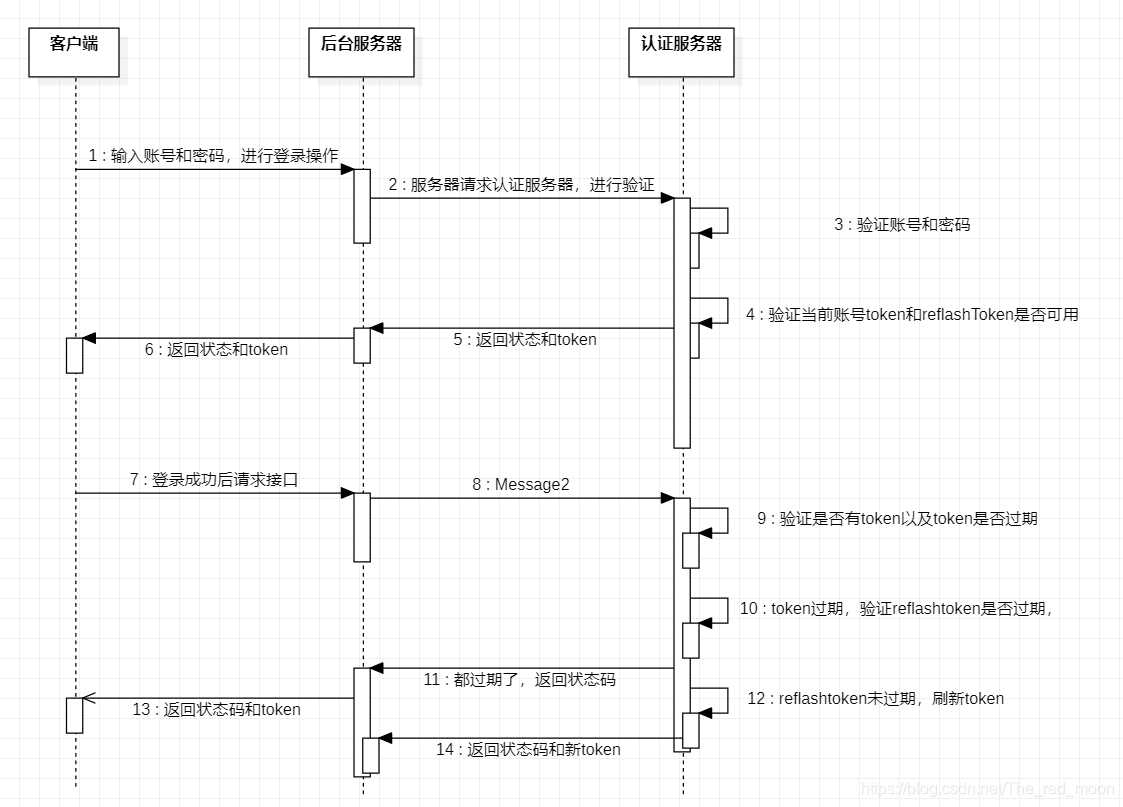 客户端
后台服务器
认证服务器
1 : 输入账号和密码，进行登录操作
2 : 服务器请求认证服务器，进行验证
3 : 验证账号和密码
4 : 验证当前账号token和reflashToken是否可用
5 : 返回状态和token
6 : 返回状态和token
7 : 登录成功后请求接口
8 : Message2
9 : 验证是否有token以及token是否过期
10 : token过期，验证reflashtoken是否过期，
11 : 都过期了，返回状态码
12 : reflashtoken未过期，刷新token
13 : 返回状态码和token
14 : 返回状态码和新token
https://blog.csdn.net/The_red_moon